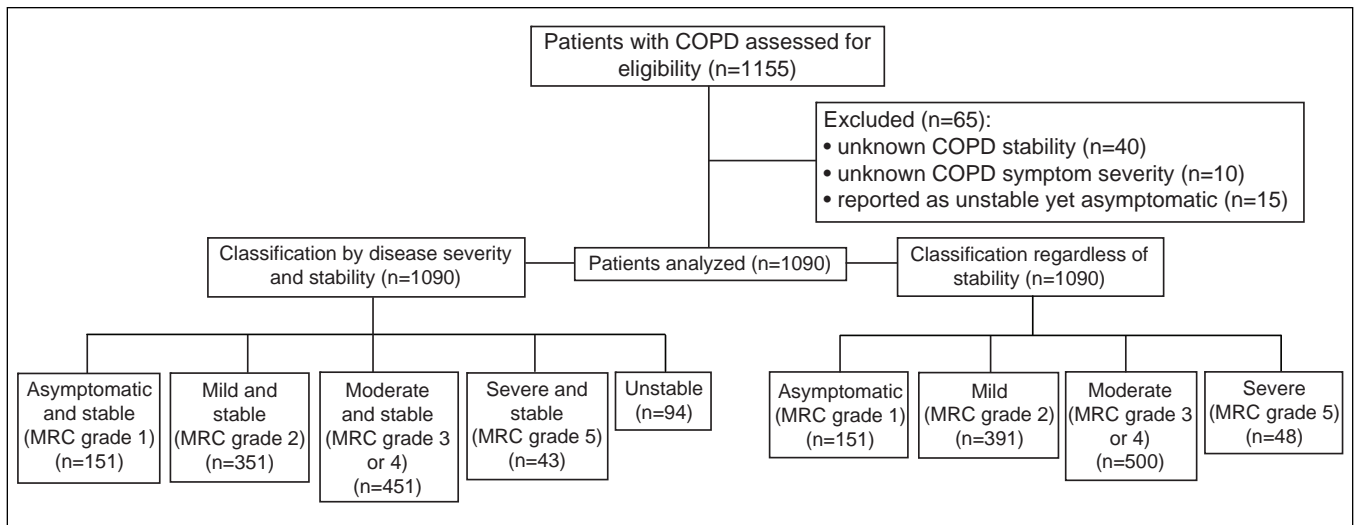 Patients with COPD assessed for
eligibility (n=1155)
Excluded (n=65):
• unknown COPD stability (n=40)
• unknown COPD symptom severity (n=10)
• reported as unstable yet asymptomatic (n=15)
Classification by disease severity
and stability (n=1090)
Patients analyzed (n=1090)
Classification regardless of
stability (n=1090)
Asymptomatic
and stable
(MRC grade 1)
(n=151)
Mild and
stable
(MRC grade 2)
(n=351)
Moderate
and stable
(MRC grade 3
or 4)
(n=451)
Severe and
stable
(MRC grade 5)
(n=43)
Unstable
(n=94)
Asymptomatic
(MRC grade 1)
(n=151)
Mild
(MRC grade 2)
(n=391)
Moderate
(MRC grade 3
or 4)
(n=500)
Severe
(MRC grade 5)
(n=48)